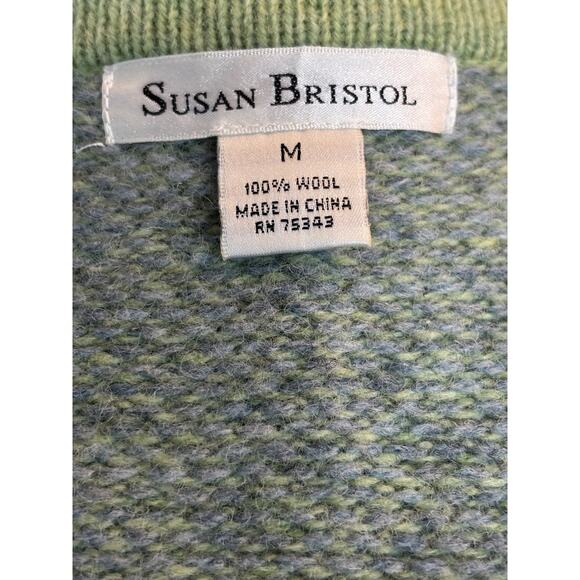 SUSAN BRISTOL
M
100% WOOL
MADE IN CHINA
RN 75343